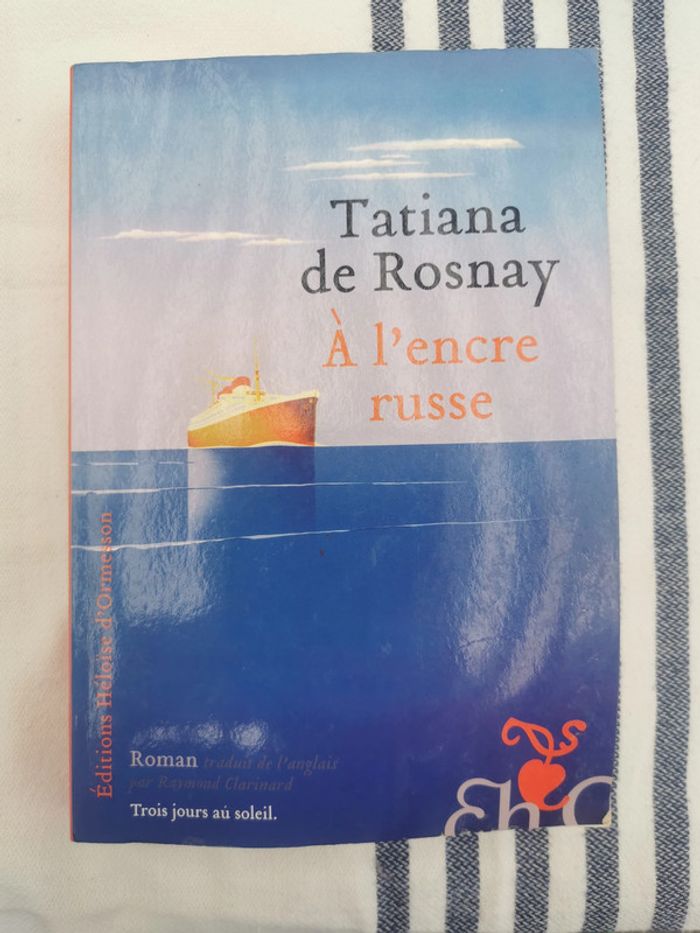 Tatiana
de Rosnay
À l'encre
russe
Éditions Héloïse d'Ormesson
Roman traduit de l'anglais
par Raymond Clarinard
Trois jours au soleil.